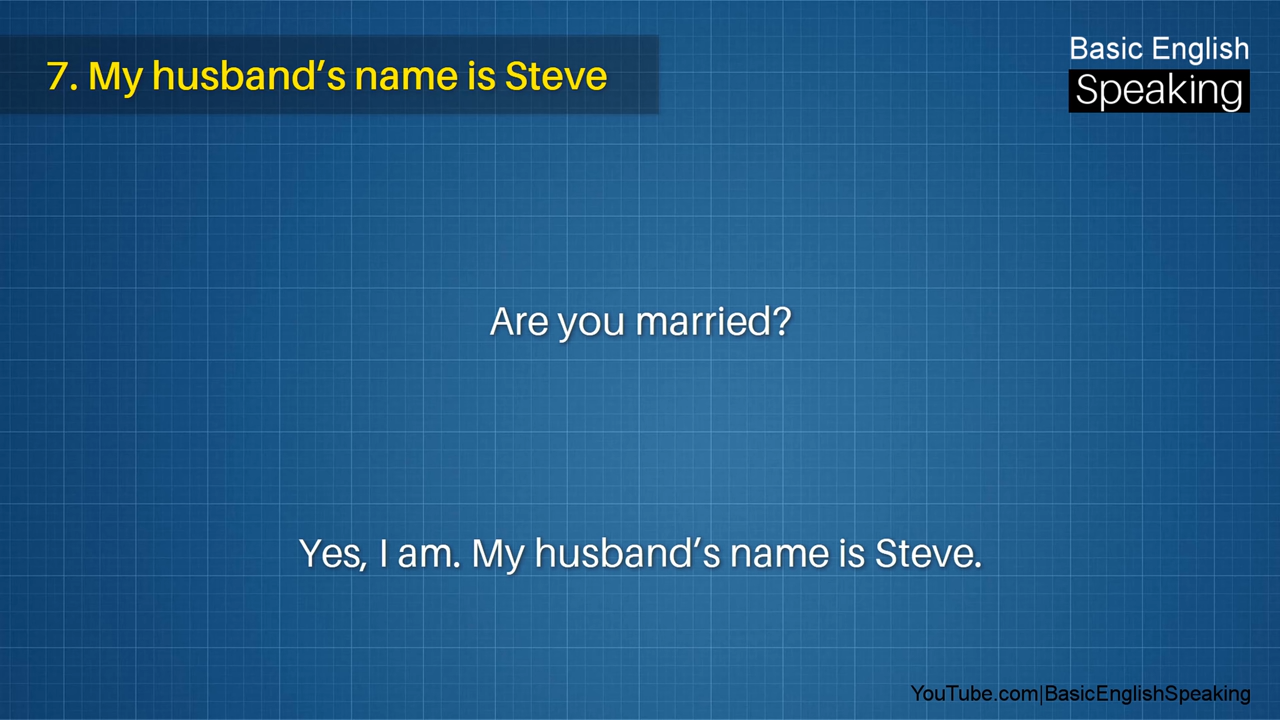 7. My husband’s name is Steve
Basic English
Speaking
Are you married?
Yes, I am. My husband’s name is Steve.
YouTube.com|BasicEnglishSpeaking